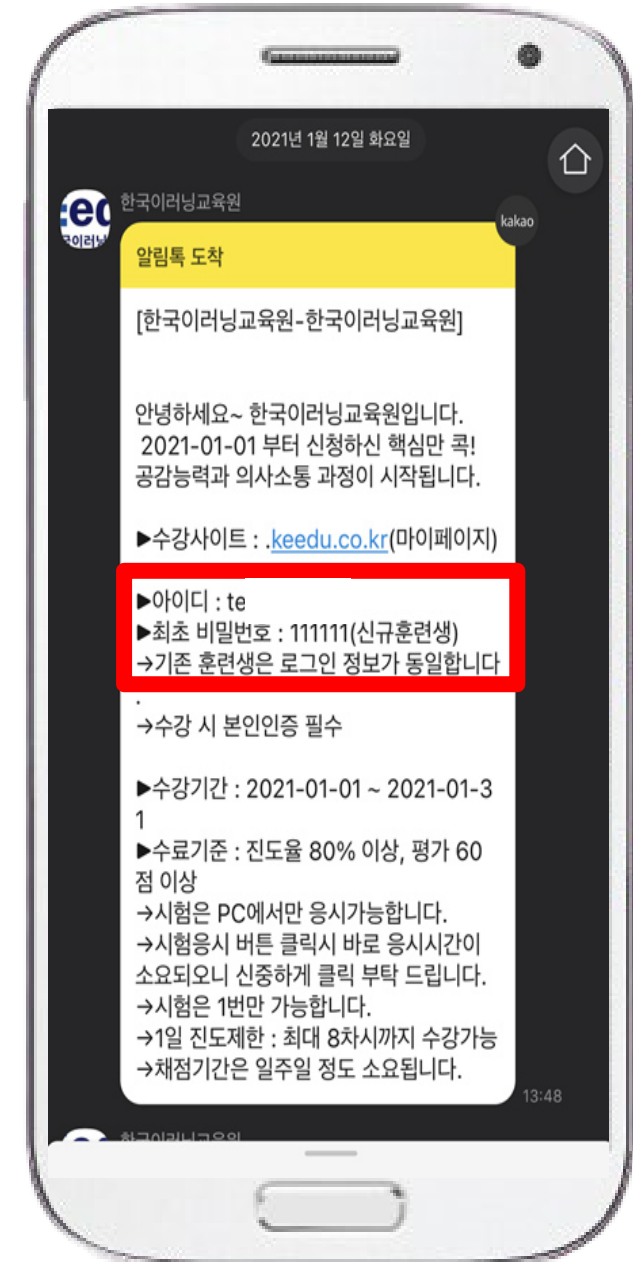 2021년 1월 12일 화요일
한국이러닝교육원
kakao
알림톡 도착
[한국이러닝교육원-한국이러닝교육원]
안녕하세요~ 한국이러닝교육원입니다.
2021-01-01 부터 신청하신 핵심만 콕!
공감능력과 의사소통 과정이 시작됩니다.
▶수강사이트 : .keedu.co.kr(마이페이지)
▶아이디 : te
▶최초 비밀번호 : 111111(신규훈련생)
→기존 훈련생은 로그인 정보가 동일합니다
.
→수강 시 본인인증 필수
▶수강기간 : 2021-01-01 ~ 2021-01-3
1
▶수료기준 : 진도율 80% 이상, 평가 60
점 이상
→시험은 PC에서만 응시가능합니다.
→시험응시 버튼 클릭시 바로 응시시간이
소요되오니 신중하게 클릭 부탁 드립니다.
→시험은 1번만 가능합니다.
→1일 진도제한 : 최대 8차시까지 수강가능
→채점기간은 일주일 정도 소요됩니다.
13:48